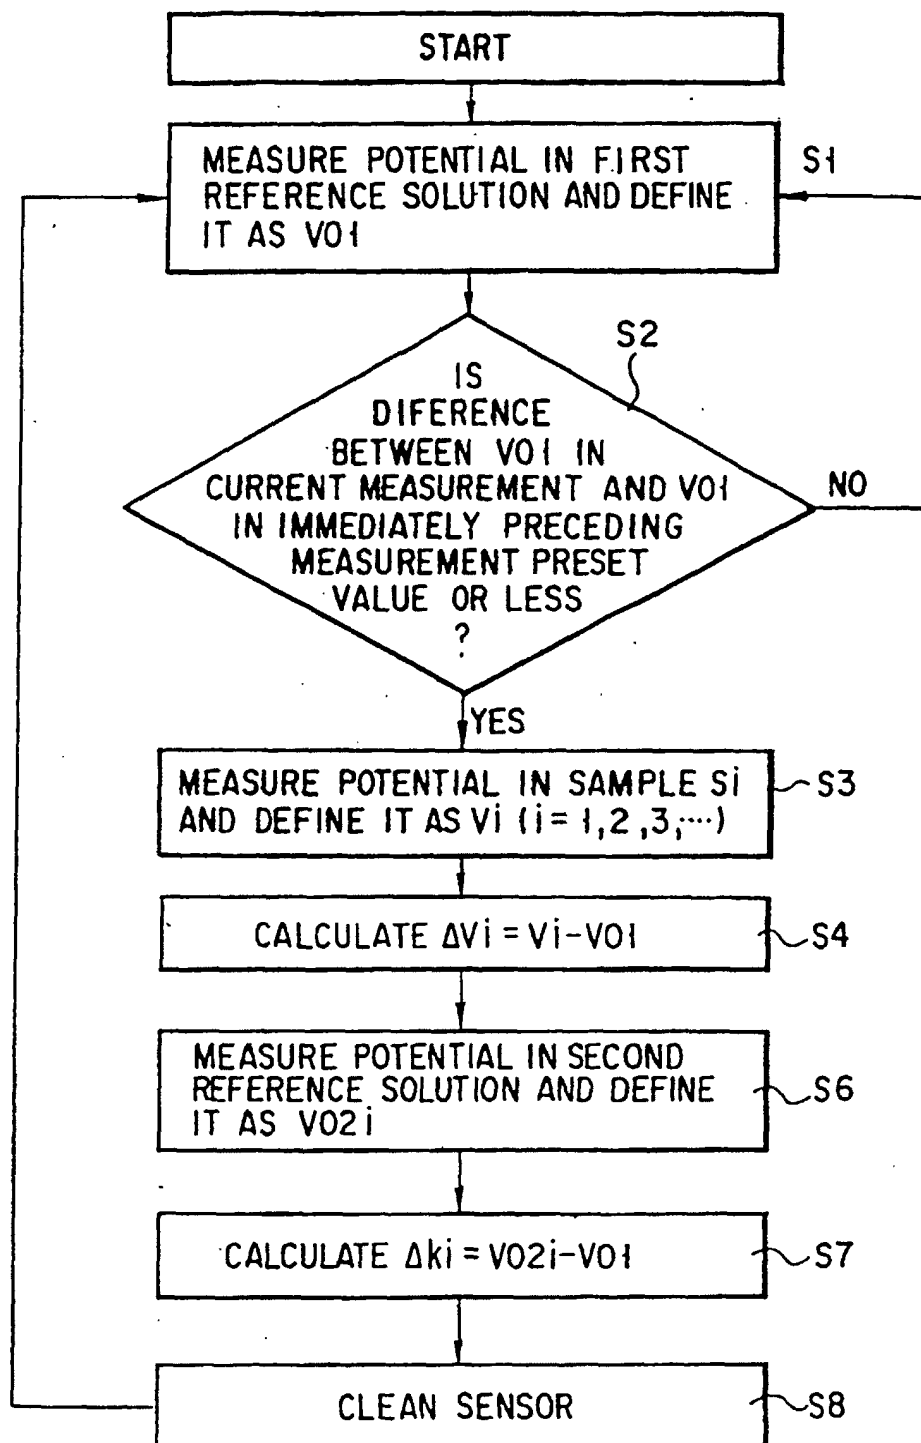 START
MEASURE POTENTIAL IN FIRST
REFERENCE SOLUTION AND DEFINE
IT AS V01
S1
S2
IS
DIFERENCE
BETWEEN V01 IN
CURRENT MEASUREMENT AND V01
IN IMMEDIATELY PRECEDING
MEASUREMENT PRESET
VALUE OR LESS
?
NO
YES
MEASURE POTENTIAL IN SAMPLE Si
AND DEFINE IT AS Vi (i = 1,2,3,····)
S3
CALCULATE ΔVi = Vi-V01
S4
MEASURE POTENTIAL IN SECOND
REFERENCE SOLUTION AND DEFINE
IT AS V02i
S6
CALCULATE Δki = V02i-V01
S7
CLEAN SENSOR
S8